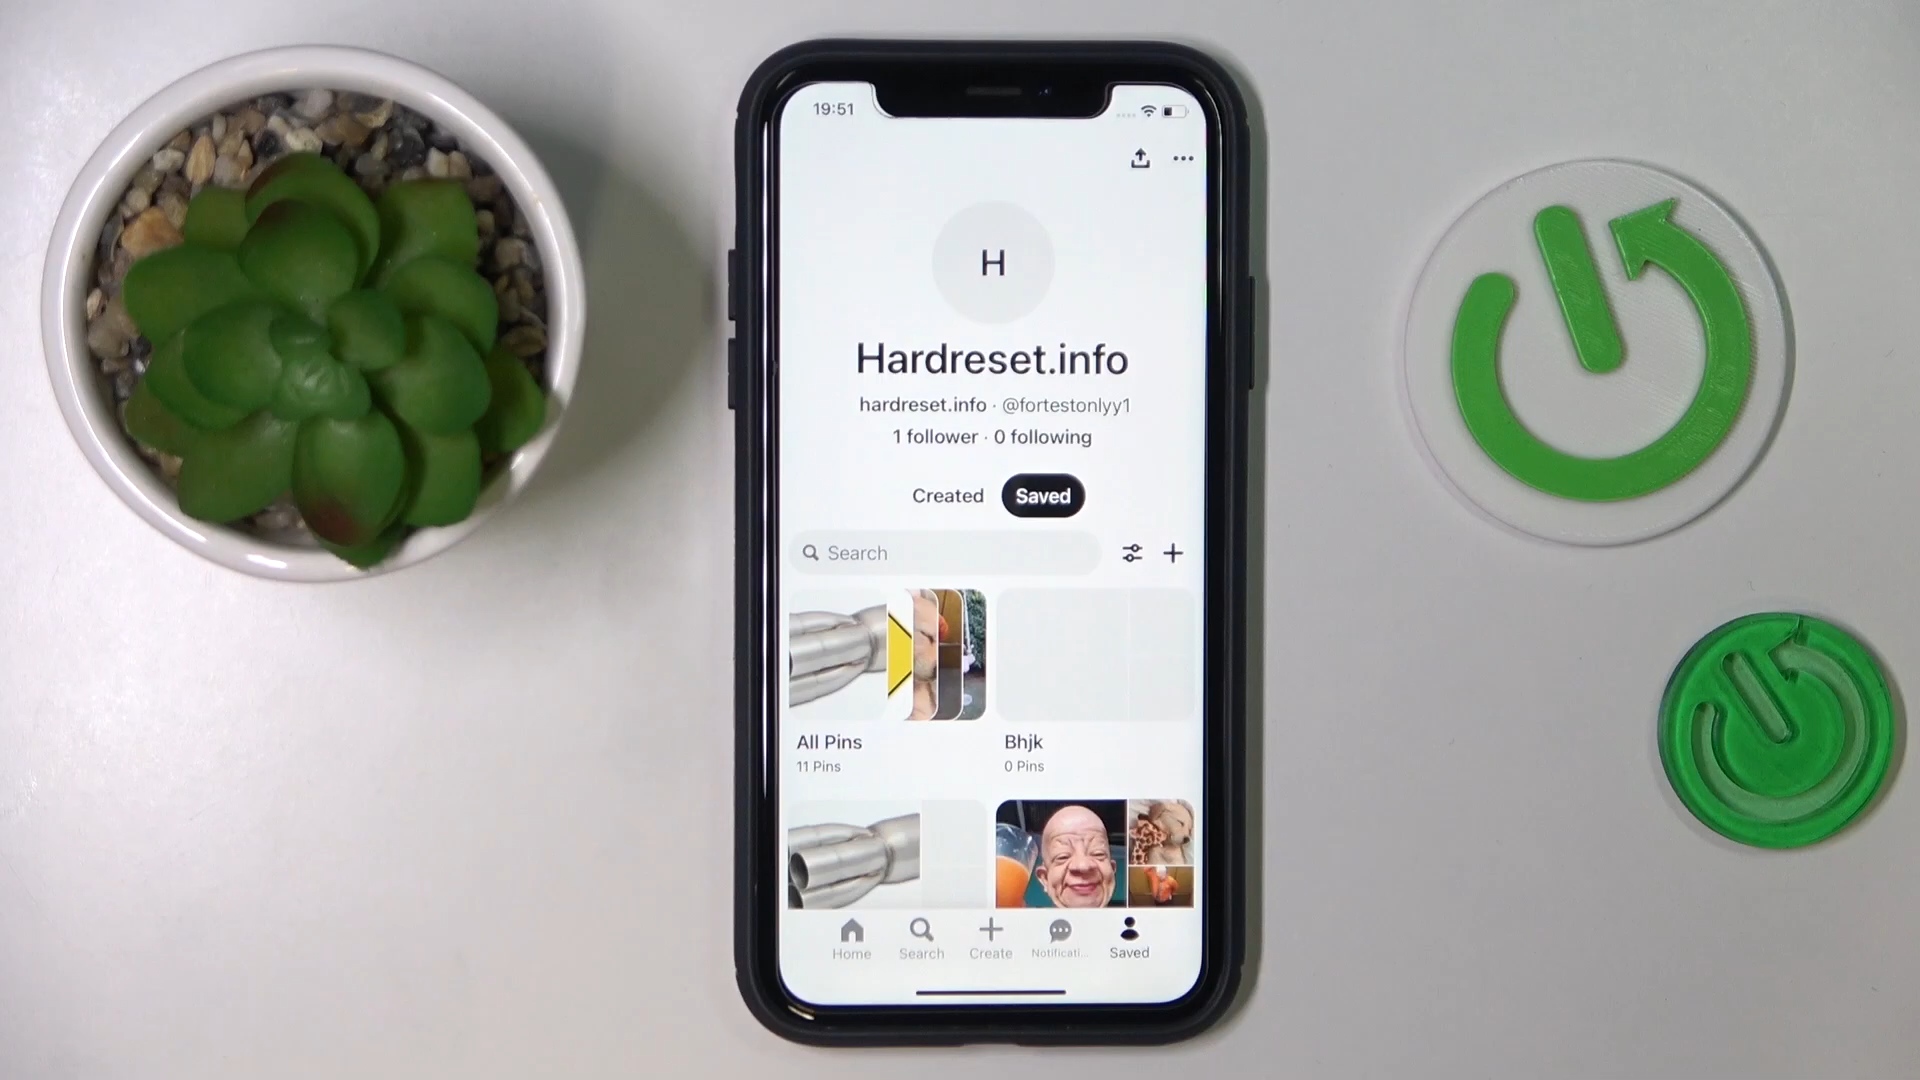 19:51
H
Hardreset.info
hardreset.info · @fortestonlyy1
1 follower · 0 following
Created Saved
Search
All Pins Bhjk
11 Pins 0 Pins
Home Search Create Notificati... Saved